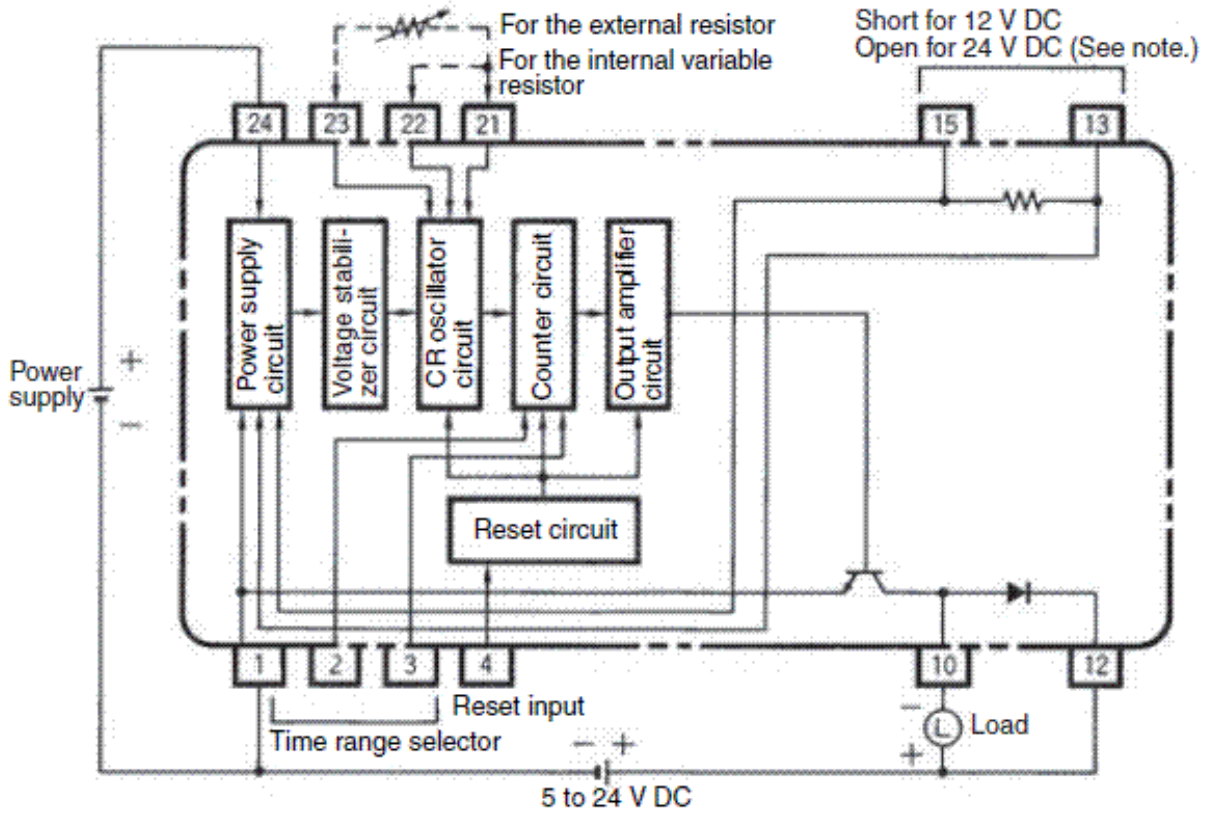 For the external resistor
For the internal variable
resistor
Short for 12 V DC
Open for 24 V DC (See note.)
24
23
22
21
15
13
Power supply
circuit
Voltage stabili-
zer circuit
CR oscillator
circuit
Counter circuit
Output amplifier
circuit
Power
supply
+
−
Reset circuit
1
2
3
4
10
12
Reset input
Time range selector
− +
5 to 24 V DC
−
L
Load
+